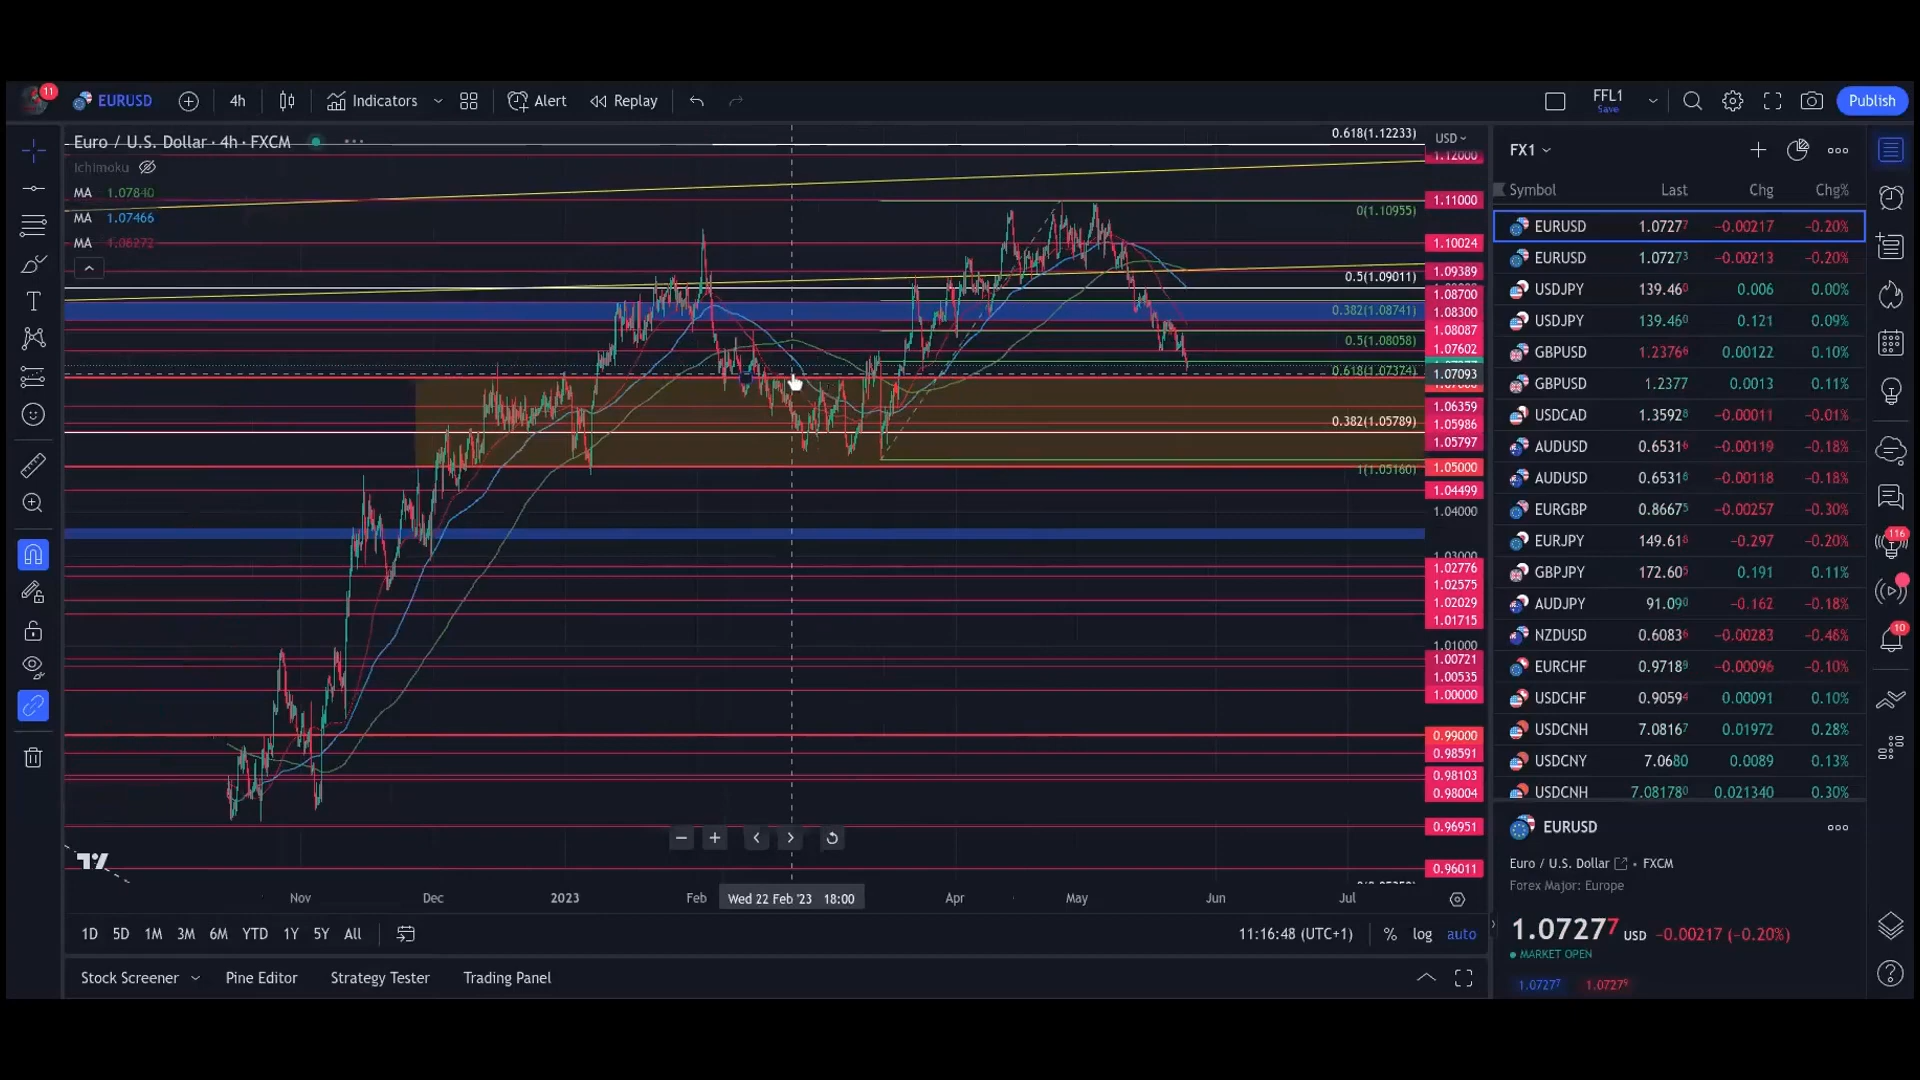 11
EURUSD
4h
Indicators
Alert
Replay
FFL1
Save
Publish
Euro / U.S. Dollar · 4h · FXCM
Ichimoku
MA 1.07840
MA 1.07466
MA 1.08272
0.618(1.12233)
0(1.10955)
0.5(1.09011)
0.382(1.08741)
0.5(1.08058)
0.618(1.07374)
0.382(1.05789)
1(1.05160)
USD
1.12000
1.11000
1.10024
1.09389
1.08700
1.08300
1.08087
1.07602
1.07093
1.06359
1.05986
1.05797
1.05000
1.04499
1.04000
1.03000
1.02776
1.02575
1.02029
1.01715
1.01000
1.00721
1.00535
1.00000
0.99000
0.98591
0.98103
0.98004
0.96951
0.96011
Nov Dec 2023 Feb Wed 22 Feb '23 18:00 Apr May Jun Jul
1D 5D 1M 3M 6M YTD 1Y 5Y All
11:16:48 (UTC+1) % log auto
Stock Screener Pine Editor Strategy Tester Trading Panel
FX1
Symbol Last Chg Chg%
EURUSD 1.07277 −0.00217 −0.20%
EURUSD 1.07273 −0.00213 −0.20%
USDJPY 139.460 0.006 0.00%
USDJPY 139.460 0.121 0.09%
GBPUSD 1.23766 0.00122 0.10%
GBPUSD 1.2377 0.0013 0.11%
USDCAD 1.35928 −0.00011 −0.01%
AUDUSD 0.65316 −0.00119 −0.18%
AUDUSD 0.65316 −0.00118 −0.18%
EURGBP 0.86675 −0.00257 −0.30%
EURJPY 149.618 −0.297 −0.20%
GBPJPY 172.605 0.191 0.11%
AUDJPY 91.090 −0.162 −0.18%
NZDUSD 0.60836 −0.00283 −0.46%
EURCHF 0.97189 −0.00096 −0.10%
USDCHF 0.90594 0.00091 0.10%
USDCNH 7.08167 0.01972 0.28%
USDCNY 7.0680 0.0089 0.13%
USDCNH 7.081780 0.021340 0.30%
EURUSD
Euro / U.S. Dollar • FXCM
Forex Major: Europe
1.07277 USD −0.00217 (−0.20%)
MARKET OPEN
1.07277 1.07279
116
10